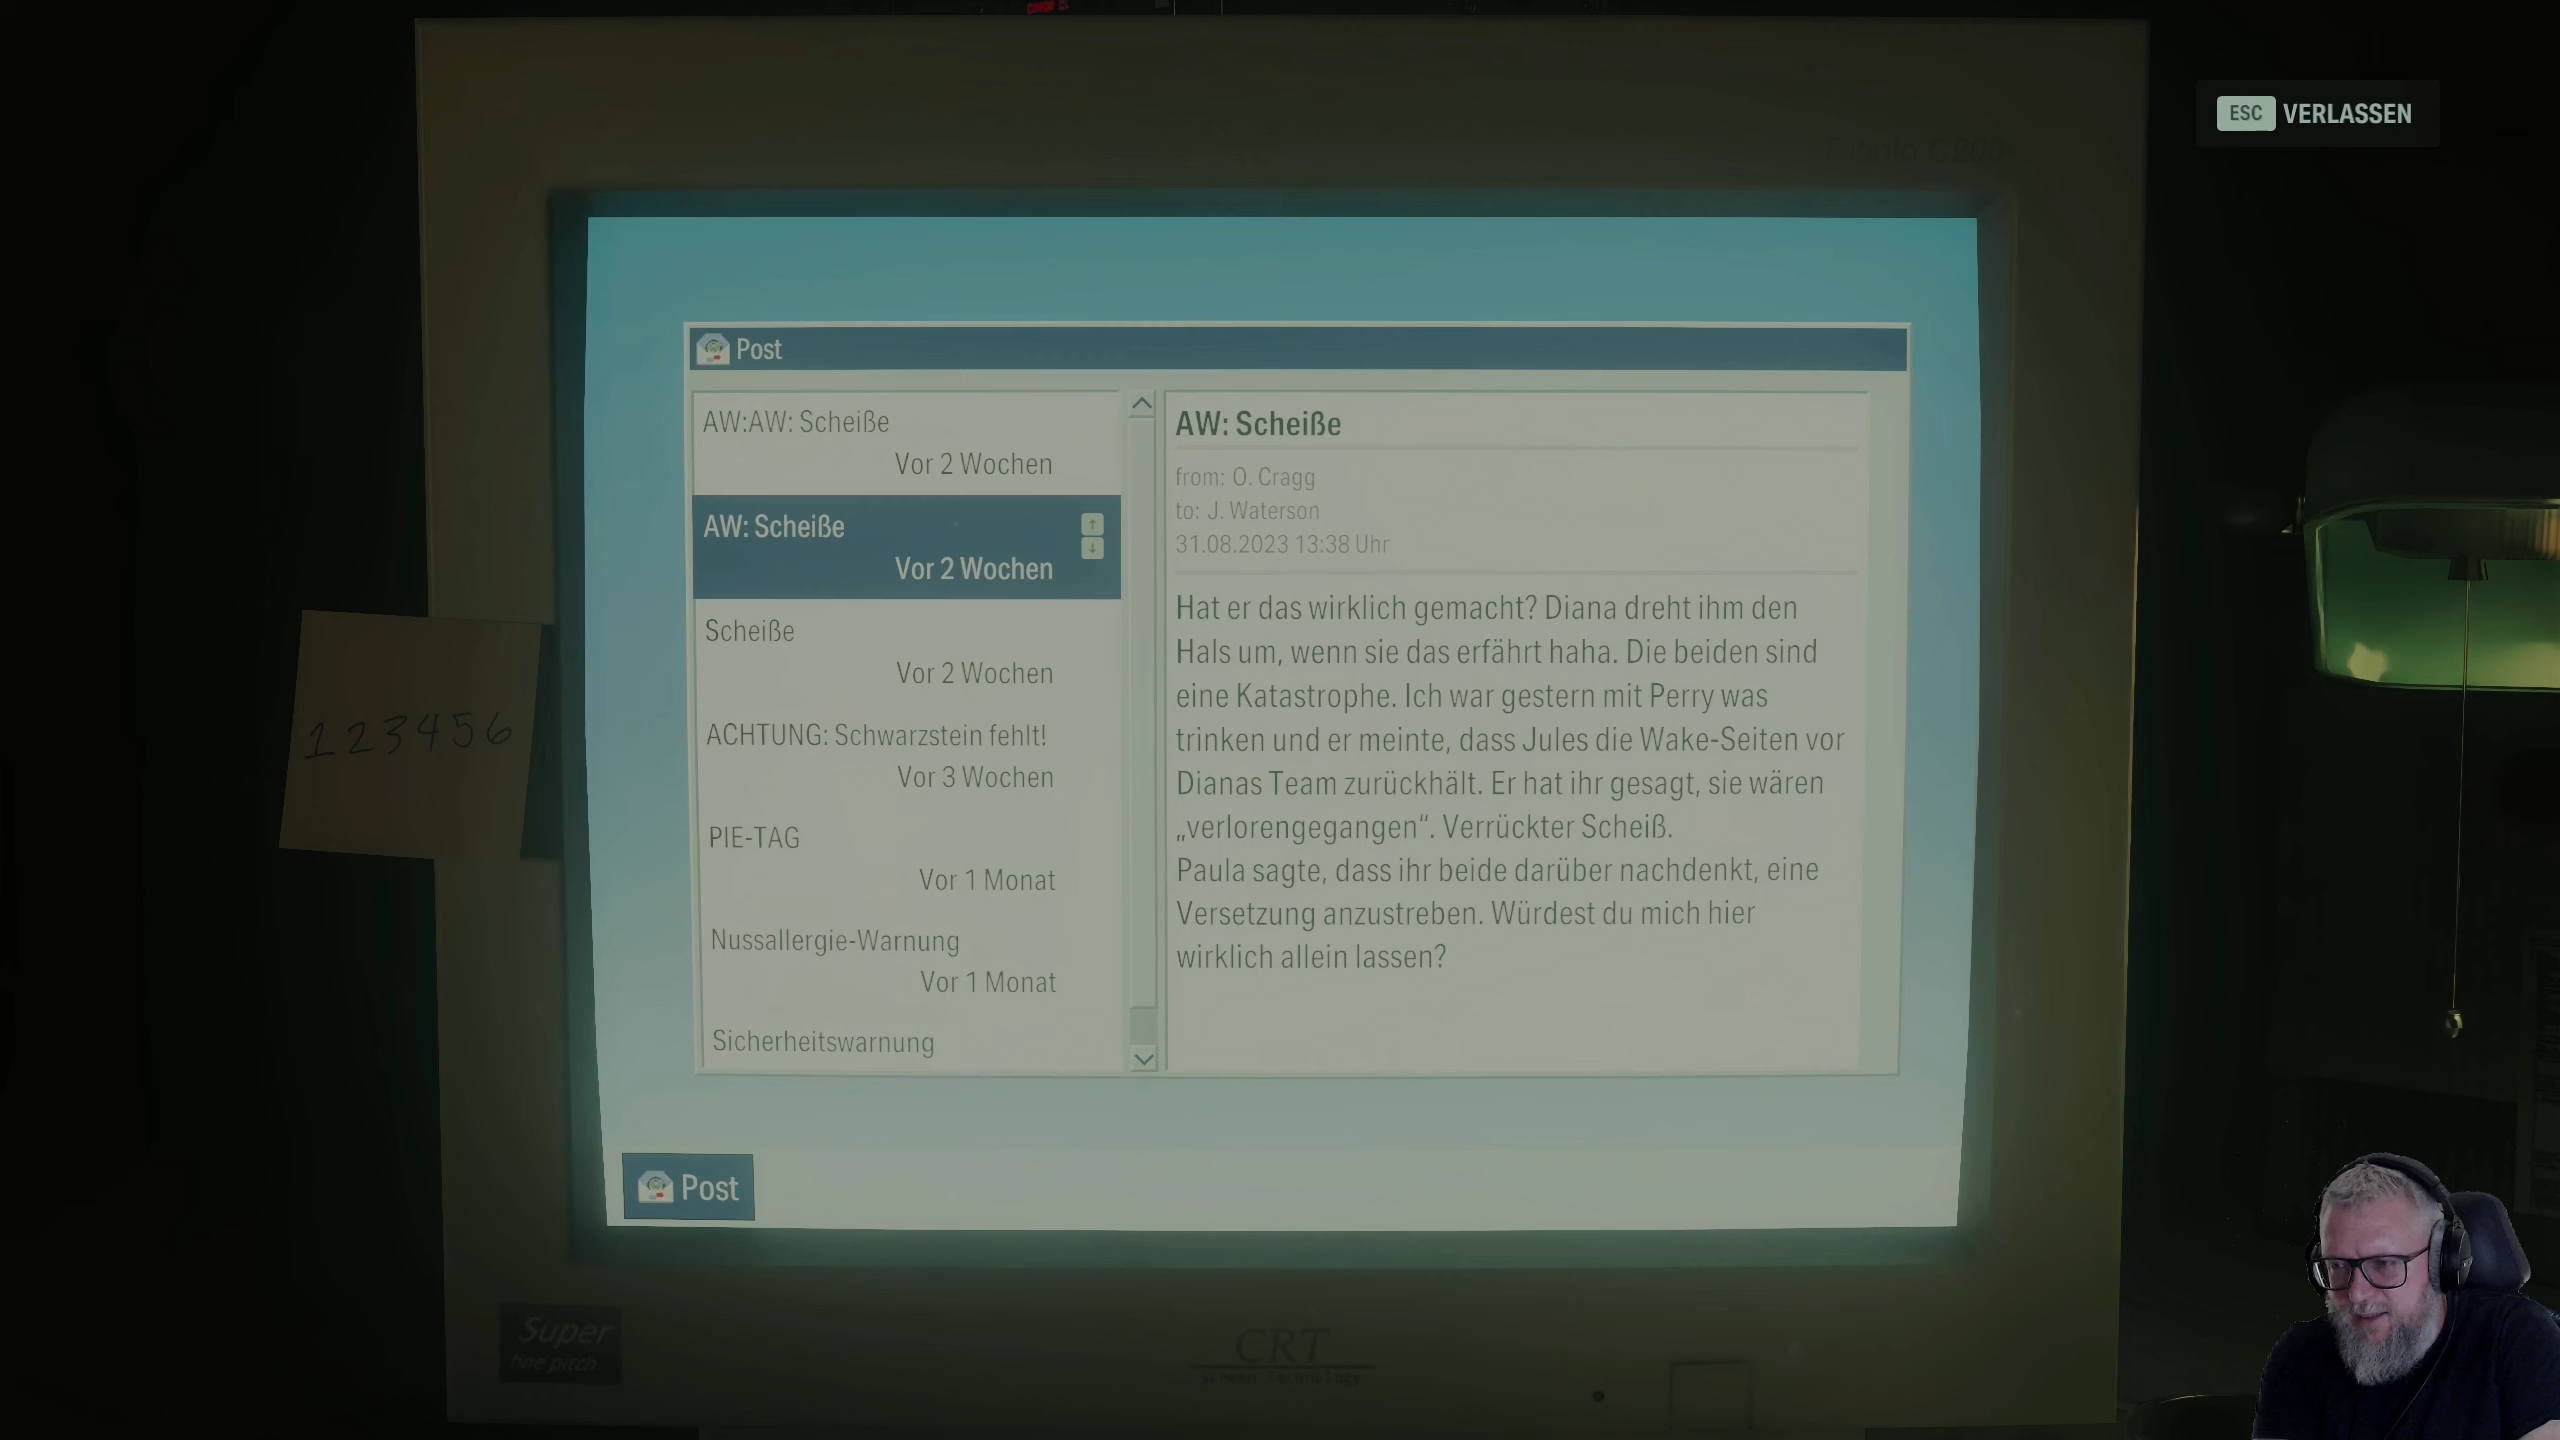 ESC VERLASSEN
Post
AW:AW: Scheiße
Vor 2 Wochen
AW: Scheiße
Vor 2 Wochen
Scheiße
Vor 2 Wochen
ACHTUNG: Schwarzstein fehlt!
Vor 3 Wochen
PIE-TAG
Vor 1 Monat
Nussallergie-Warnung
Vor 1 Monat
Sicherheitswarnung
AW: Scheiße
from: O. Cragg
to: J. Waterson
31.08.2023 13:38 Uhr
Hat er das wirklich gemacht? Diana dreht ihm den
Hals um, wenn sie das erfährt haha. Die beiden sind
eine Katastrophe. Ich war gestern mit Perry was
trinken und er meinte, dass Jules die Wake-Seiten vor
Dianas Team zurückhält. Er hat ihr gesagt, sie wären
„verlorengegangen“. Verrückter Scheiß.
Paula sagte, dass ihr beide darüber nachdenkt, eine
Versetzung anzustreben. Würdest du mich hier
wirklich allein lassen?
123456
Post
Super
fine pitch
CRT
Screen Technology